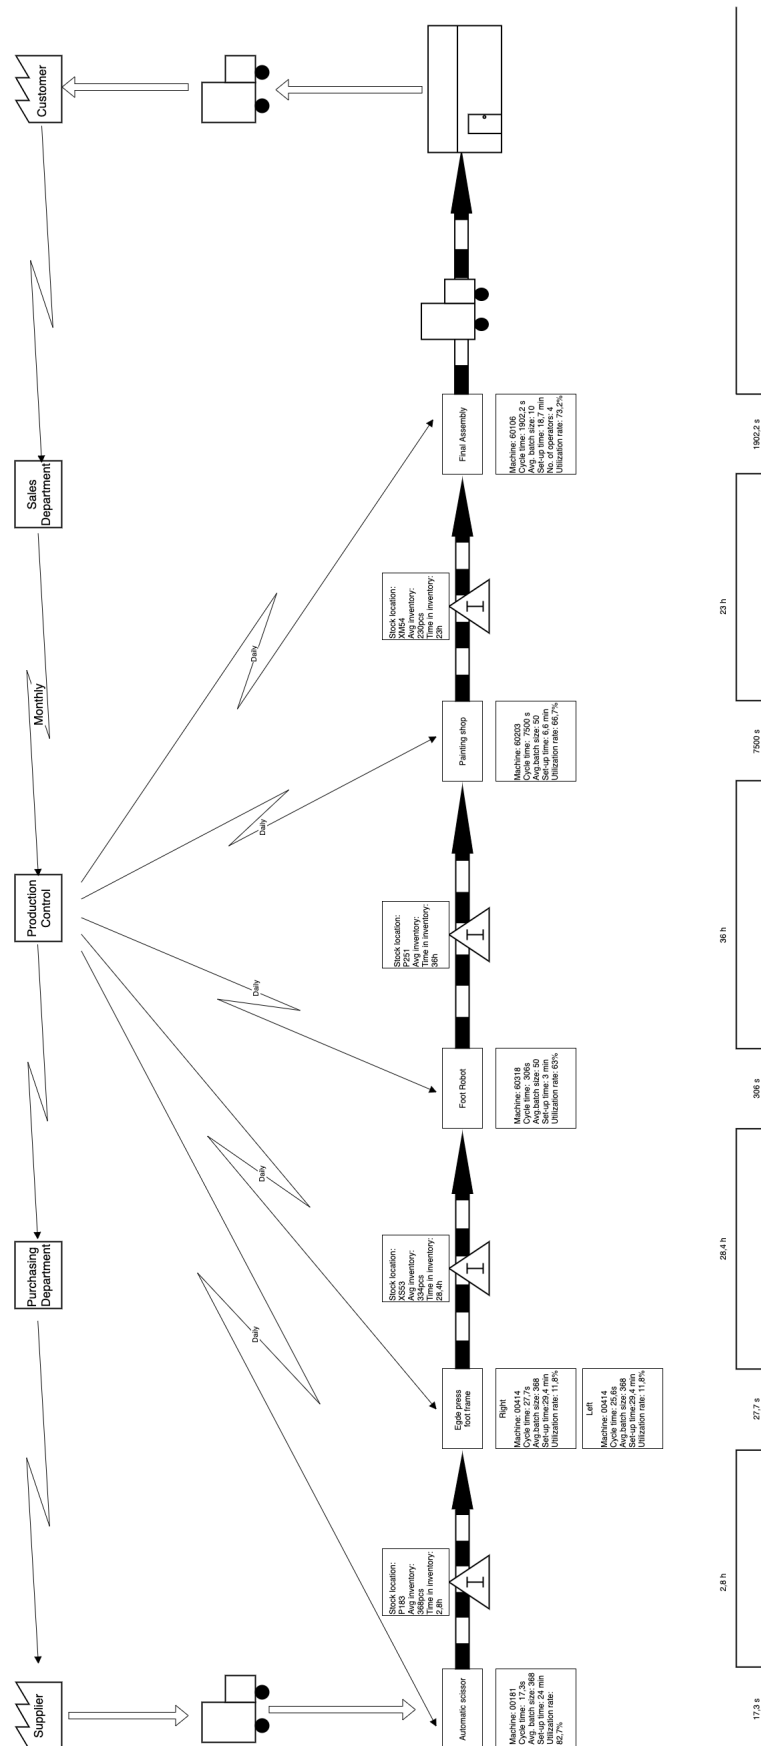 Supplier
Purchasing
Department
Production
Control
Monthly
Sales
Department
Customer
Daily
Daily
Daily
Daily
Daily
Stock location:
P183
Avg inventory:
368pcs
Time in inventory:
2,8h
Stock location:
XS53
Avg inventory:
334pcs
Time in inventory:
28,4h
Stock location:
P251
Avg inventory:
Time in inventory:
36h
Stock location:
XM54
Avg inventory:
230pcs
Time in inventory:
23h
I
I
I
I
Automatic scissor
Egde press
foot frame
Foot Robot
Painting shop
Final Assembly
Machine: 00181
Cycle time: 17,3s
Avg. batch size: 368
Set-up time: 24 min
Utilization rate:
82,7%
Right
Machine: 00414
Cycle time: 27,7s
Avg.batch size: 368
Set-up time:29,4 min
Utilization rate: 11,8%
Left
Machine: 00414
Cycle time: 25,6s
Avg.batch size: 368
Set-up time:29,4 min
Utilization rate: 11,8%
Machine: 60318
Cycle time: 306s
Avg.batch size: 50
Set-up time: 3 min
Utilization rate: 63%
Machine: 60203
Cycle time: 7500 s
Avg.batch size: 50
Set-up time: 6,6 min
Utilization rate: 66,7%
Machine: 60106
Cycle time: 1902,2 s
Avg. batch size: 10
Set-up time: 18,7 min
No. of operators: 4
Utilization rate: 73,2%
17,3 s
2,8 h
27,7 s
28,4h
306 s
36 h
7500 s
23 h
1902,2 s